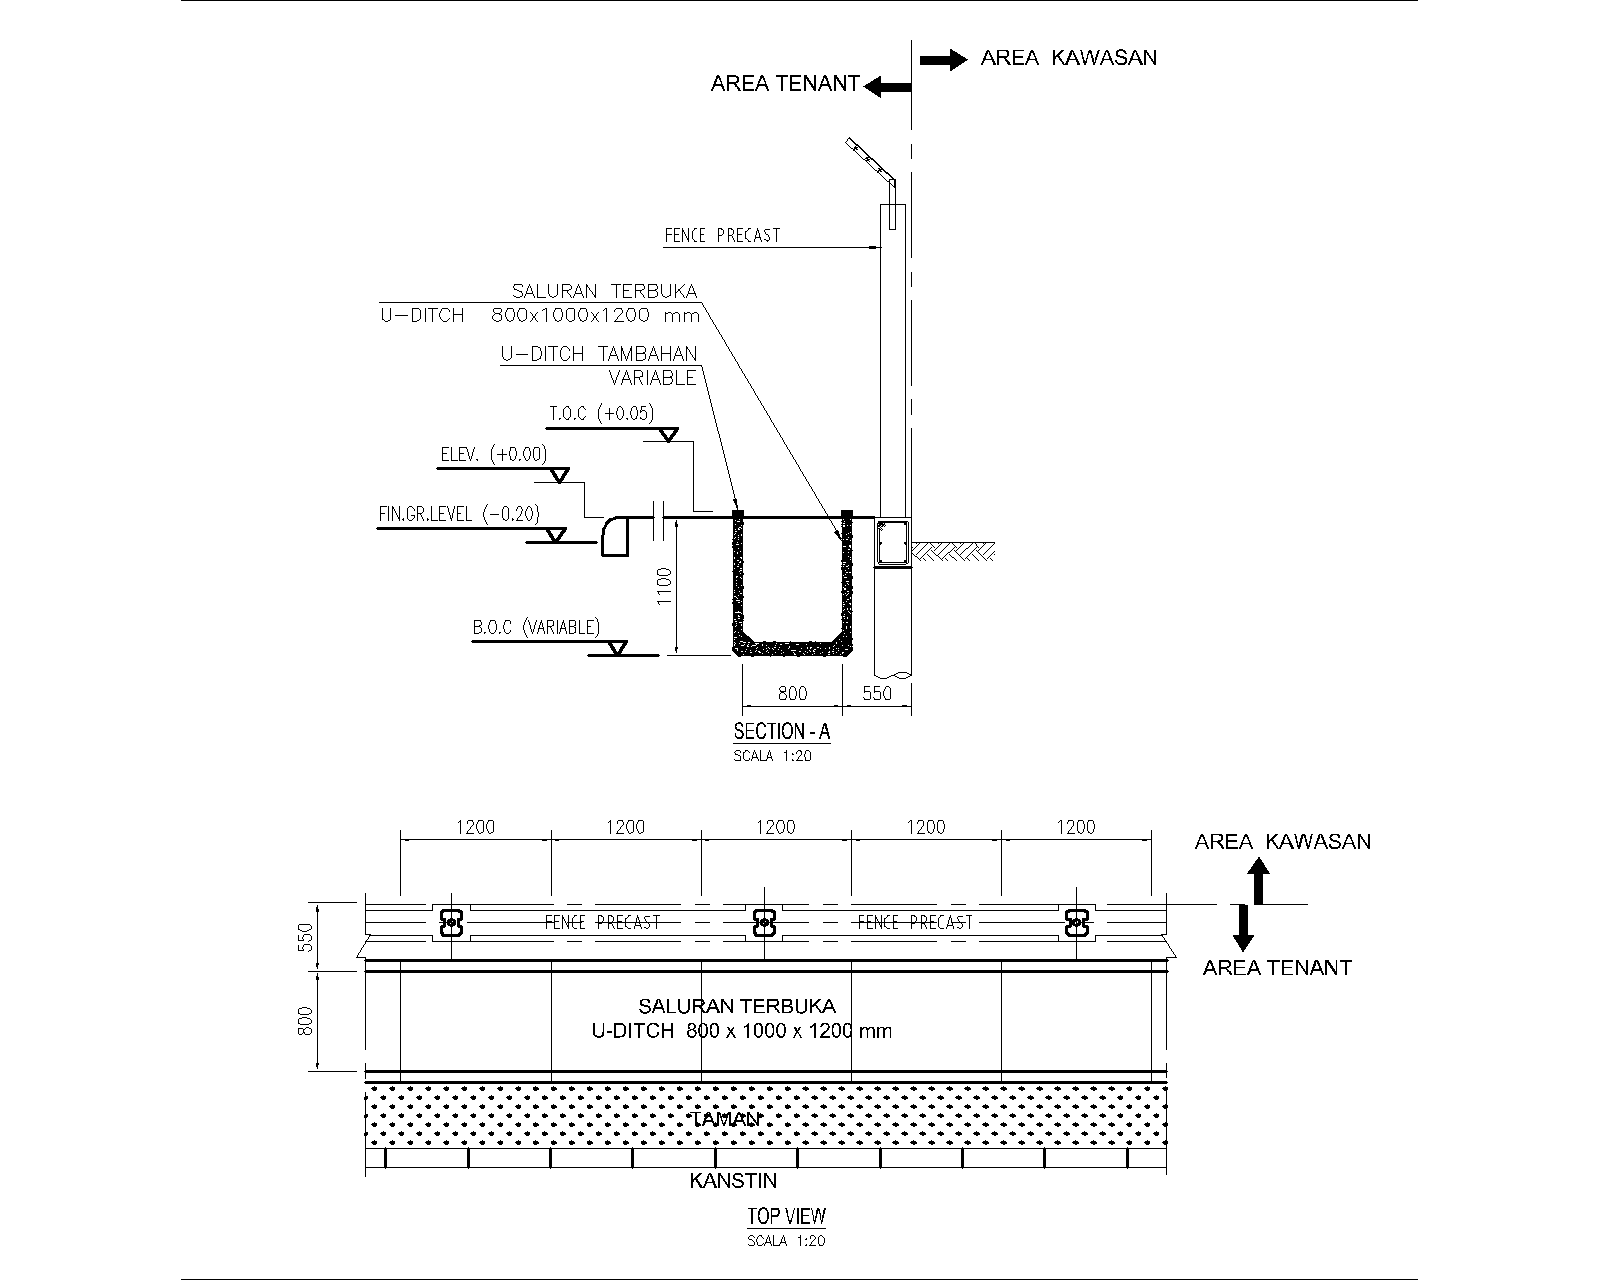 AREA KAWASAN
AREA TENANT
FENCE PRECAST
SALURAN TERBUKA
U-DITCH 800x1000x1200 mm
U-DITCH TAMBAHAN
VARIABLE
T.O.C (+0.05)
ELEV. (+0.00)
FIN.GR.LEVEL (-0.20)
1100
B.O.C (VARIABLE)
800 550
SECTION - A
SCALA 1:20
1200 1200 1200 1200 1200
AREA KAWASAN
FENCE PRECAST FENCE PRECAST
550
AREA TENANT
SALURAN TERBUKA
800
U-DITCH 800 x 1000 x 1200 mm
TAMAN
KANSTIN
TOP VIEW
SCALA 1:20